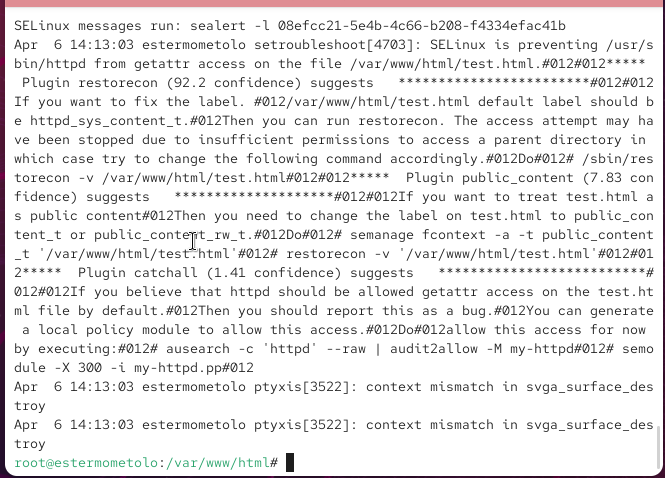 SELinux messages run: sealert -l 08efcc21-5e4b-4c66-b208-f4334efac41b
Apr  6 14:13:03 estermometolo setroubleshoot[4703]: SELinux is preventing /usr/s
bin/httpd from getattr access on the file /var/www/html/test.html.#012#012*****
 Plugin restorecon (92.2 confidence) suggests   ************************#012#012
If you want to fix the label. #012/var/www/html/test.html default label should b
e httpd_sys_content_t.#012Then you can run restorecon. The access attempt may ha
ve been stopped due to insufficient permissions to access a parent directory in
which case try to change the following command accordingly.#012Do#012# /sbin/res
torecon -v /var/www/html/test.html#012#012*****  Plugin public_content (7.83 con
fidence) suggests   ********************#012#012If you want to treat test.html a
s public content#012Then you need to change the label on test.html to public_con
tent_t or public_content_rw_t.#012Do#012# semanage fcontext -a -t public_content
_t '/var/www/html/test.html'#012# restorecon -v '/var/www/html/test.html'#012#01
2*****  Plugin catchall (1.41 confidence) suggests   **************************#
012#012If you believe that httpd should be allowed getattr access on the test.ht
ml file by default.#012Then you should report this as a bug.#012You can generate
 a local policy module to allow this access.#012Do#012allow this access for now
by executing:#012# ausearch -c 'httpd' --raw | audit2allow -M my-httpd#012# semo
dule -X 300 -i my-httpd.pp#012
Apr  6 14:13:03 estermometolo ptyxis[3522]: context mismatch in svga_surface_des
troy
Apr  6 14:13:03 estermometolo ptyxis[3522]: context mismatch in svga_surface_des
troy
root@estermometolo:/var/www/html#